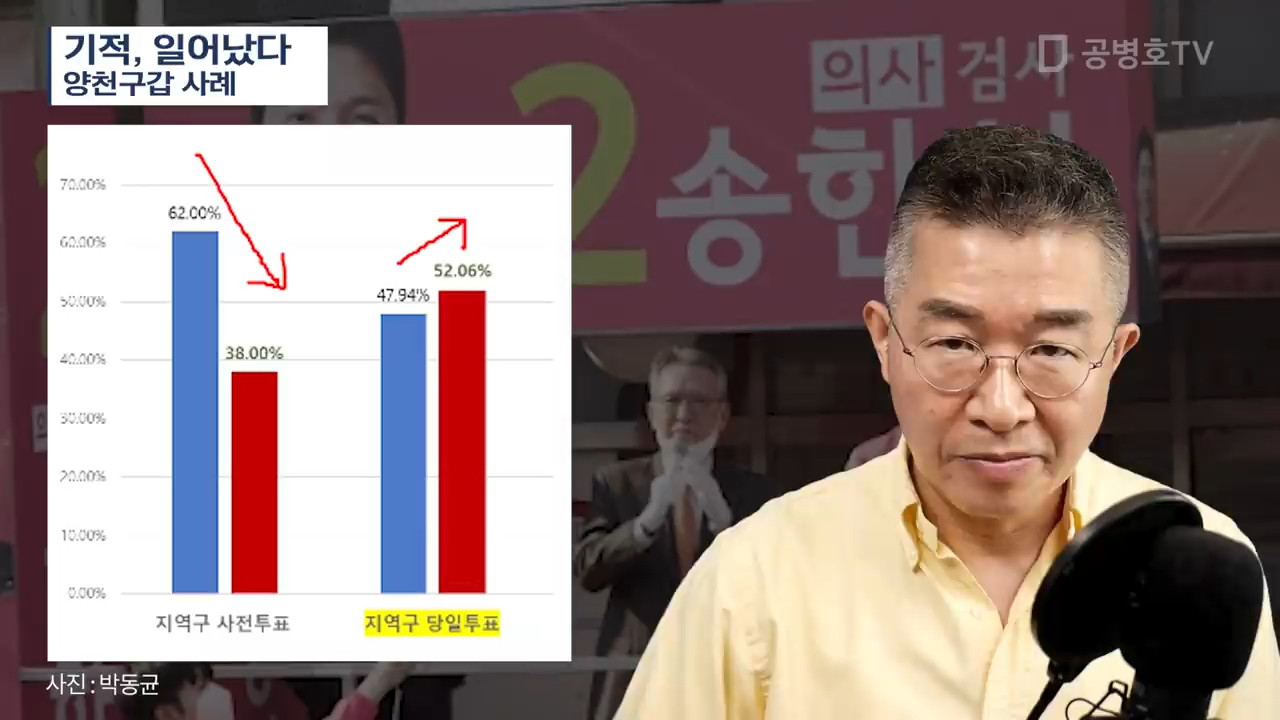 기적, 일어났다
양천구갑 사례
공병호TV
의사 검사
2 송한
70.00%
60.00%
50.00%
40.00%
30.00%
20.00%
10.00%
0.00%
62.00%
38.00%
47.94%
52.06%
지역구 사전투표
지역구 당일투표
사진 : 박동균